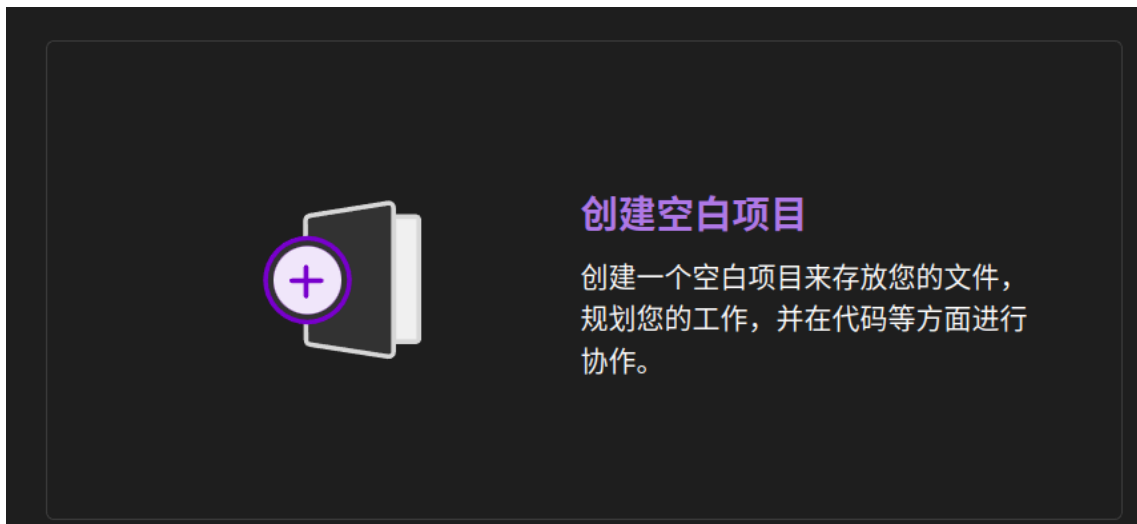 创建空白项目
创建一个空白项目来存放您的文件，
规划您的工作，并在代码等方面进行
协作。